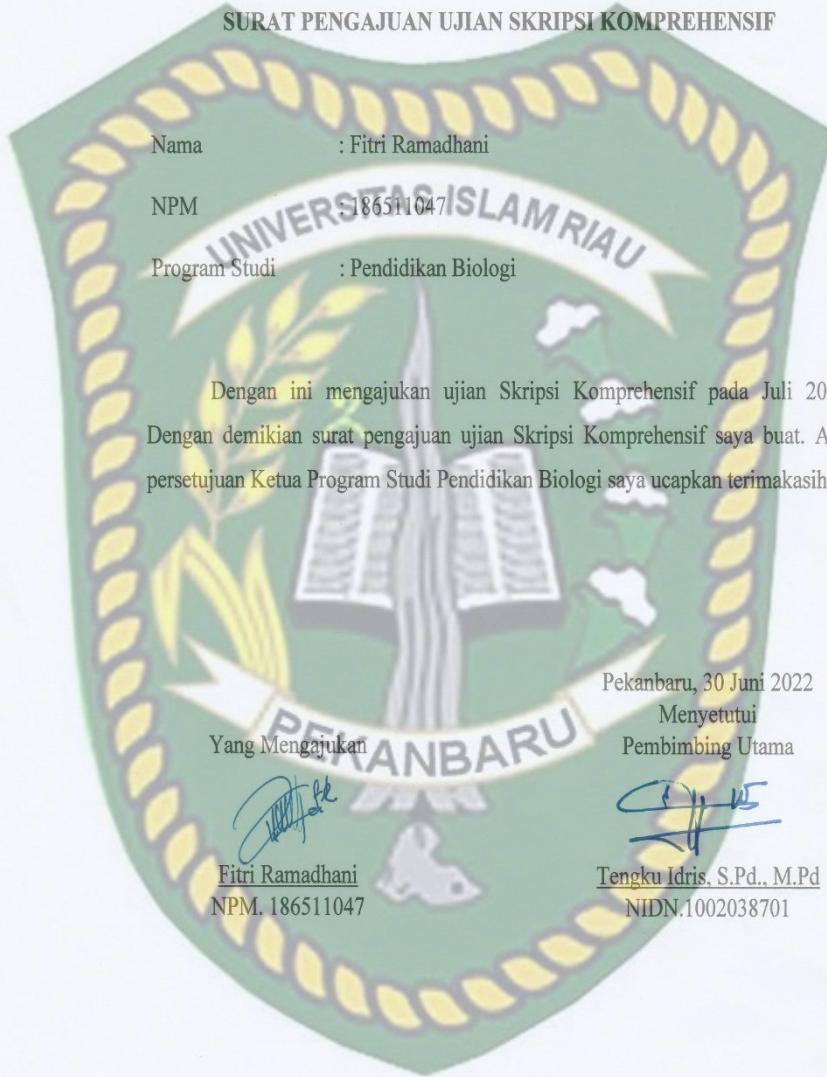 SURAT PENGAJUAN UJIAN SKRIPSI KOMPREHENSIF
Nama : Fitri Ramadhani
NPM : 186511047
UNIVERSITAS ISLAM RIAU
Program Studi : Pendidikan Biologi
Dengan ini mengajukan ujian Skripsi Komprehensif pada Juli 20
Dengan demikian surat pengajuan ujian Skripsi Komprehensif saya buat. A
persetujuan Ketua Program Studi Pendidikan Biologi saya ucapkan terimakasih
Pekanbaru, 30 Juni 2022
Menyetutui
Yang Mengajukan Pembimbing Utama
PEKANBARU
Fitri Ramadhani Tengku Idris, S.Pd., M.Pd
NPM. 186511047 NIDN.1002038701